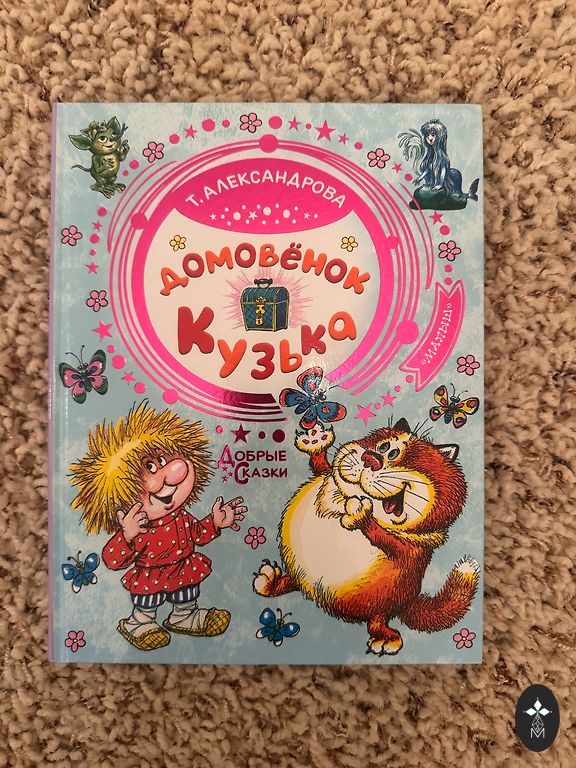 Т. АЛЕКСАНДРОВА
ДОМОВЁНОК
КУЗЬКА
«МАЛЫШ»
ДОБРЫЕ
СКАЗКИ
М